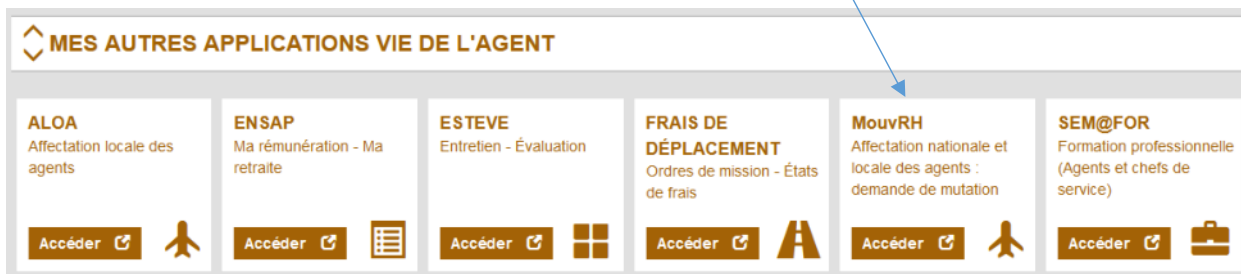 MES AUTRES APPLICATIONS VIE DE L'AGENT
ALOA
Affectation locale des
agents
Accéder
ENSAP
Ma rémunération - Ma
retraite
Accéder
ESTEVE
Entretien - Évaluation
Accéder
FRAIS DE
DÉPLACEMENT
Ordres de mission - États
de frais
Accéder
MouvRH
Affectation nationale et
locale des agents :
demande de mutation
Accéder
SEM@FOR
Formation professionnelle
(Agents et chefs de
service)
Accéder